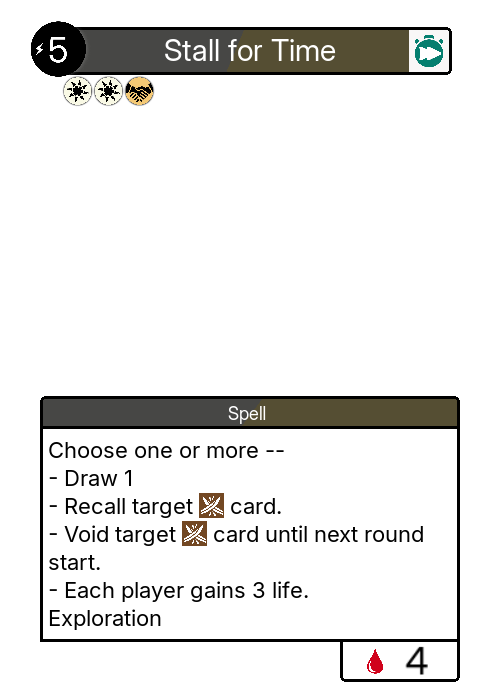 5 Stall for Time
Spell
Choose one or more --
- Draw 1
- Recall target card.
- Void target card until next round
start.
- Each player gains 3 life.
Exploration
4